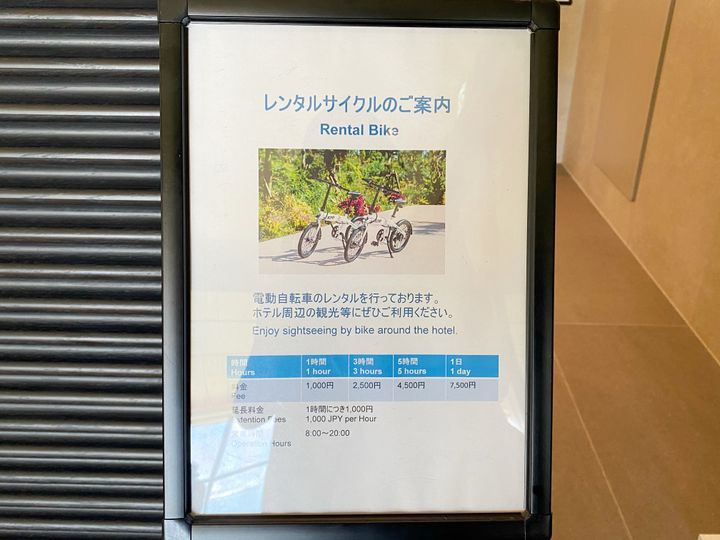 レンタルサイクルのご案内
Rental Bike
電動自転車のレンタルを行っております。
ホテル周辺の観光等にぜひご利用ください。
Enjoy sightseeing by bike around the hotel.
時間 1時間 3時間 5時間 1日
Hours 1 hour 3 hours 5 hours 1 day
料金 1,000円 2,500円 4,500円 7,500円
Fee
延長料金 1時間につき1,000円
Extention Fees 1,000 JPY per Hour
営業時間 8:00～20:00
Operation Hours